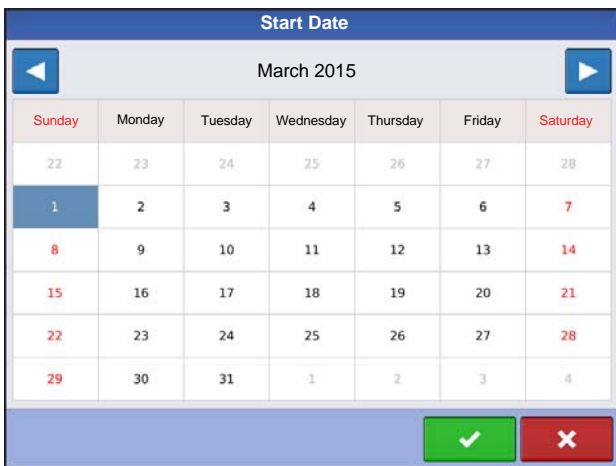 Start Date
March 2015
Sunday Monday Tuesday Wednesday Thursday Friday Saturday
22 23 24 25 26 27 28
1 2 3 4 5 6 7
8 9 10 11 12 13 14
15 16 17 18 19 20 21
22 23 24 25 26 27 28
29 30 31 1 2 3 4